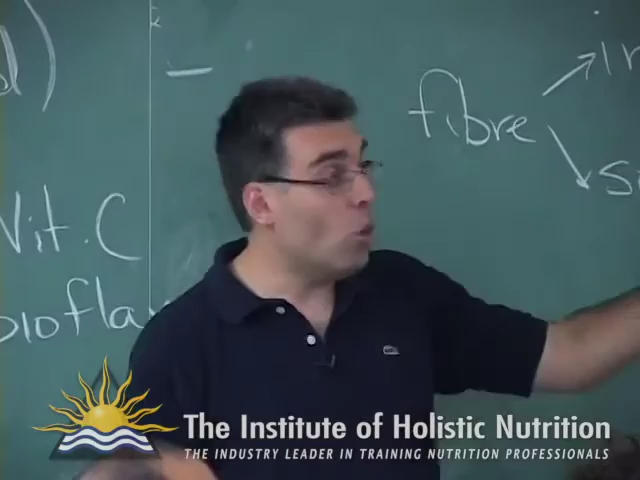 fibre
Vit. C
The Institute of Holistic Nutrition
THE INDUSTRY LEADER IN TRAINING NUTRITION PROFESSIONALS